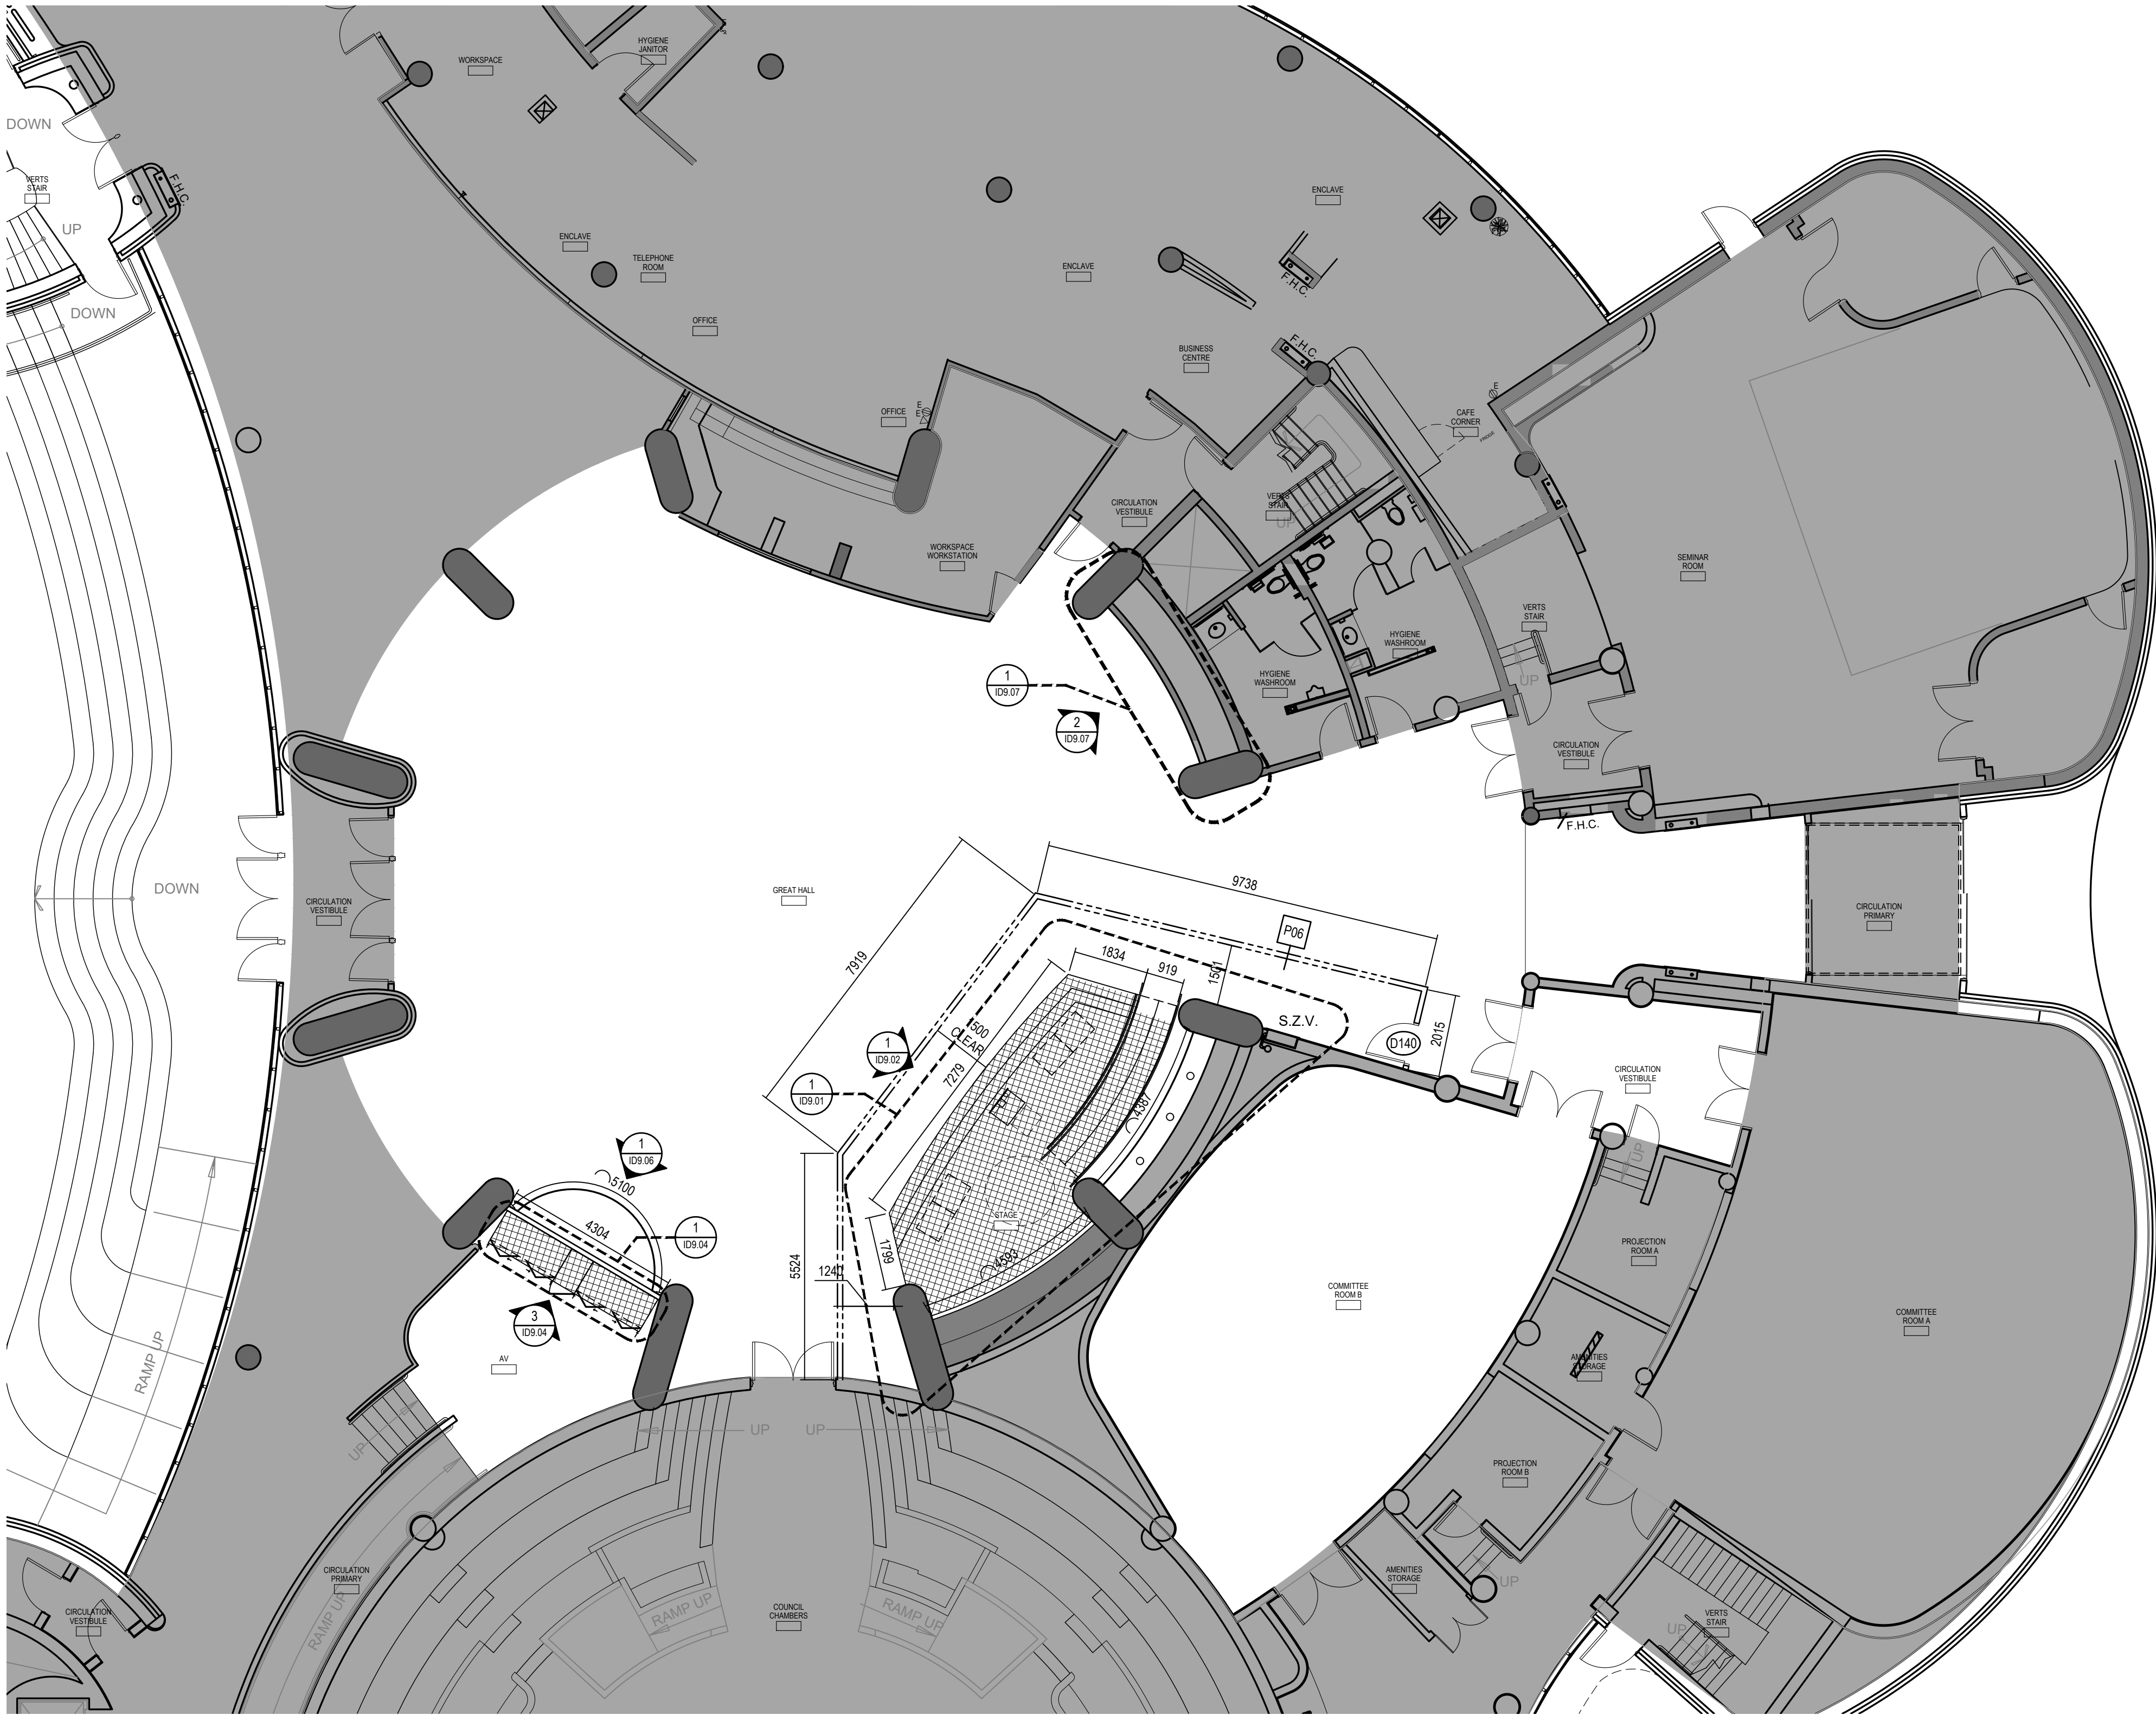 HYGIENE
JANITOR
WORKSPACE
DOWN
VERTS
STAIR
F.H.C.
UP
ENCLAVE
ENCLAVE
TELEPHONE
ROOM
ENCLAVE
F.H.C.
DOWN
OFFICE
F.H.C.
BUSINESS
CENTRE
E
CAFE
CORNER
OFFICE
E
E
CIRCULATION
VESTIBULE
VERTS
STAIR
UP
WORKSPACE
WORKSTATION
SEMINAR
ROOM
VERTS
STAIR
HYGIENE
WASHROOM
HYGIENE
WASHROOM
UP
1
ID9.07
2
ID9.07
CIRCULATION
VESTIBULE
F.H.C.
DOWN
GREAT HALL
9738
CIRCULATION
VESTIBULE
CIRCULATION
PRIMARY
P06
7919
1834
919
1501
S.Z.V.
1500
CLEAR
D140
2015
1
ID9.02
7279
CIRCULATION
VESTIBULE
1
ID9.01
4387
1
ID9.06
UP
5100
STAGE
4304
1
ID9.04
PROJECTION
ROOM A
1769
4593
5524
1240
COMMITTEE
ROOM B
COMMITTEE
ROOM A
3
ID9.04
AV
RAMP UP
AMENITIES
STORAGE
UP
UP
UP
PROJECTION
ROOM B
CIRCULATION
PRIMARY
RAMP UP
AMENITIES
STORAGE
UP
CIRCULATION
VESTIBULE
COUNCIL
CHAMBERS
RAMP UP
RAMP UP
VERTS
STAIR
UP